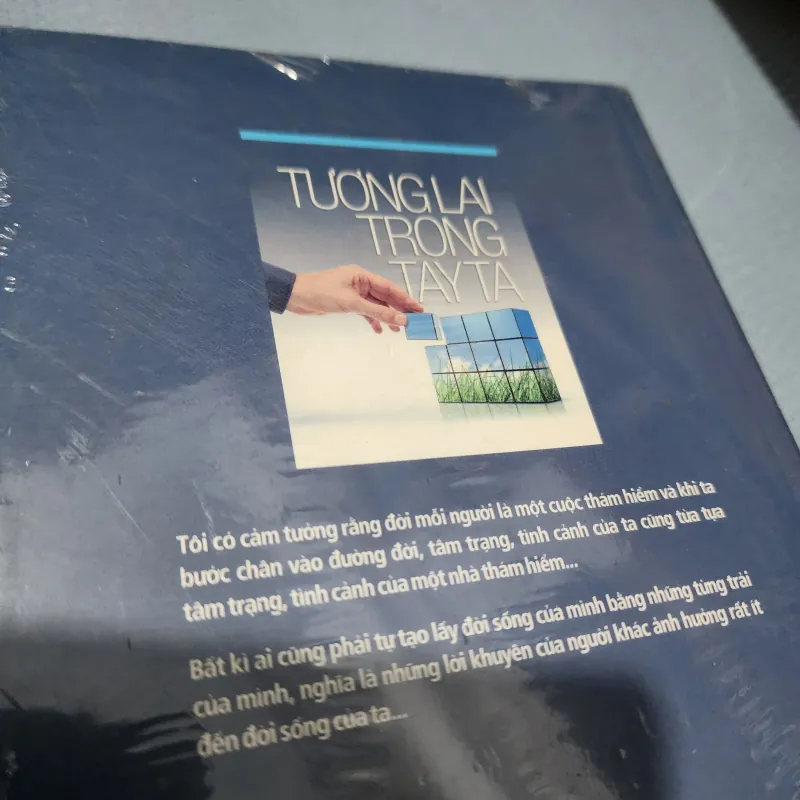 TƯƠNG LAI
TRONG
TAY TA
Tôi có cảm tưởng rằng đời mỗi người là một cuộc thám hiểm và khi ta
bước chân vào đường đời, tâm trạng, tình cảnh của ta cũng tựa tựa
tâm trạng, tình cảnh của một nhà thám hiểm...
Bất kì ai cũng phải tự tạo lấy đời sống của mình bằng những từng trải
của mình, nghĩa là những lời khuyên của người khác ảnh hưởng rất ít
đến đời sống của ta...